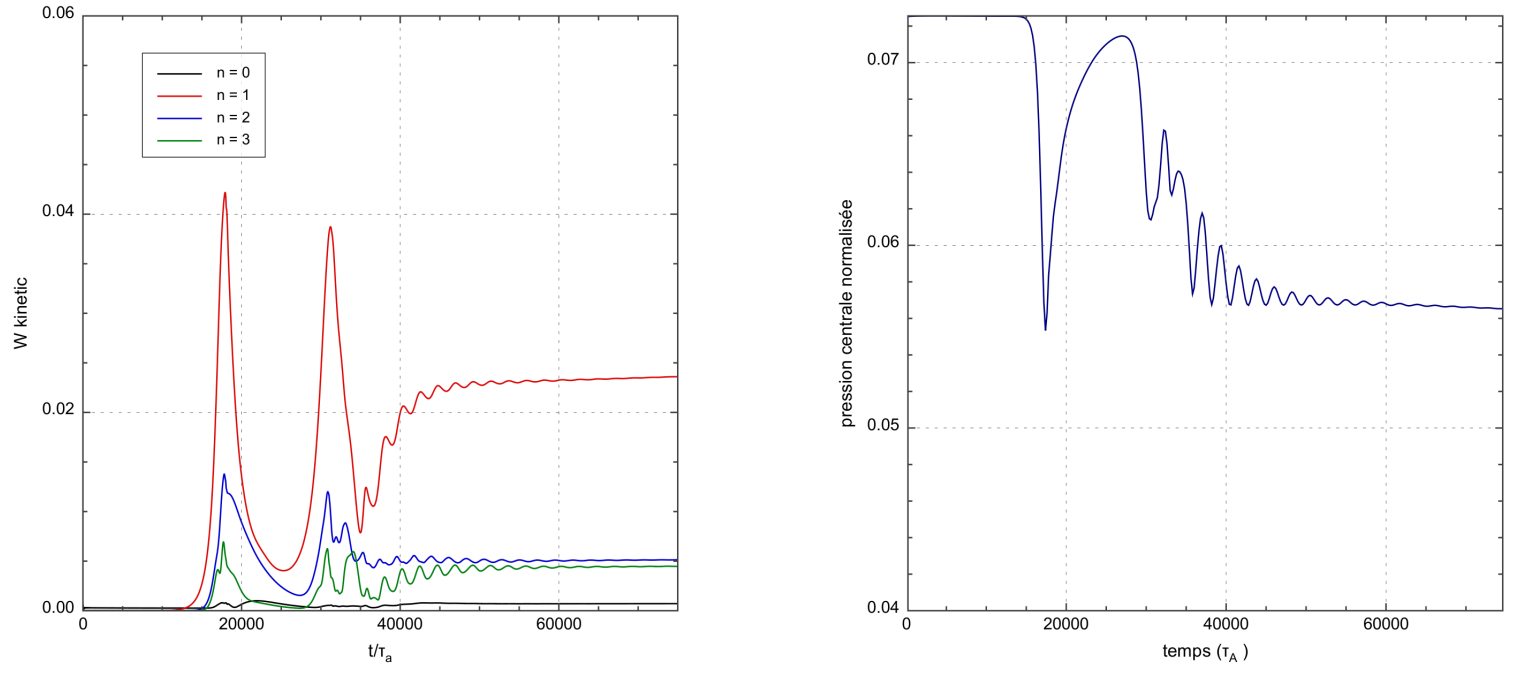 0.06
0.04
0.02
0.00
W kinetic
n = 0
n = 1
n = 2
n = 3
0
20000
40000
60000
t/τa
0.07
0.06
0.05
0.04
pression centrale normalisée
0
20000
40000
60000
temps (τA )